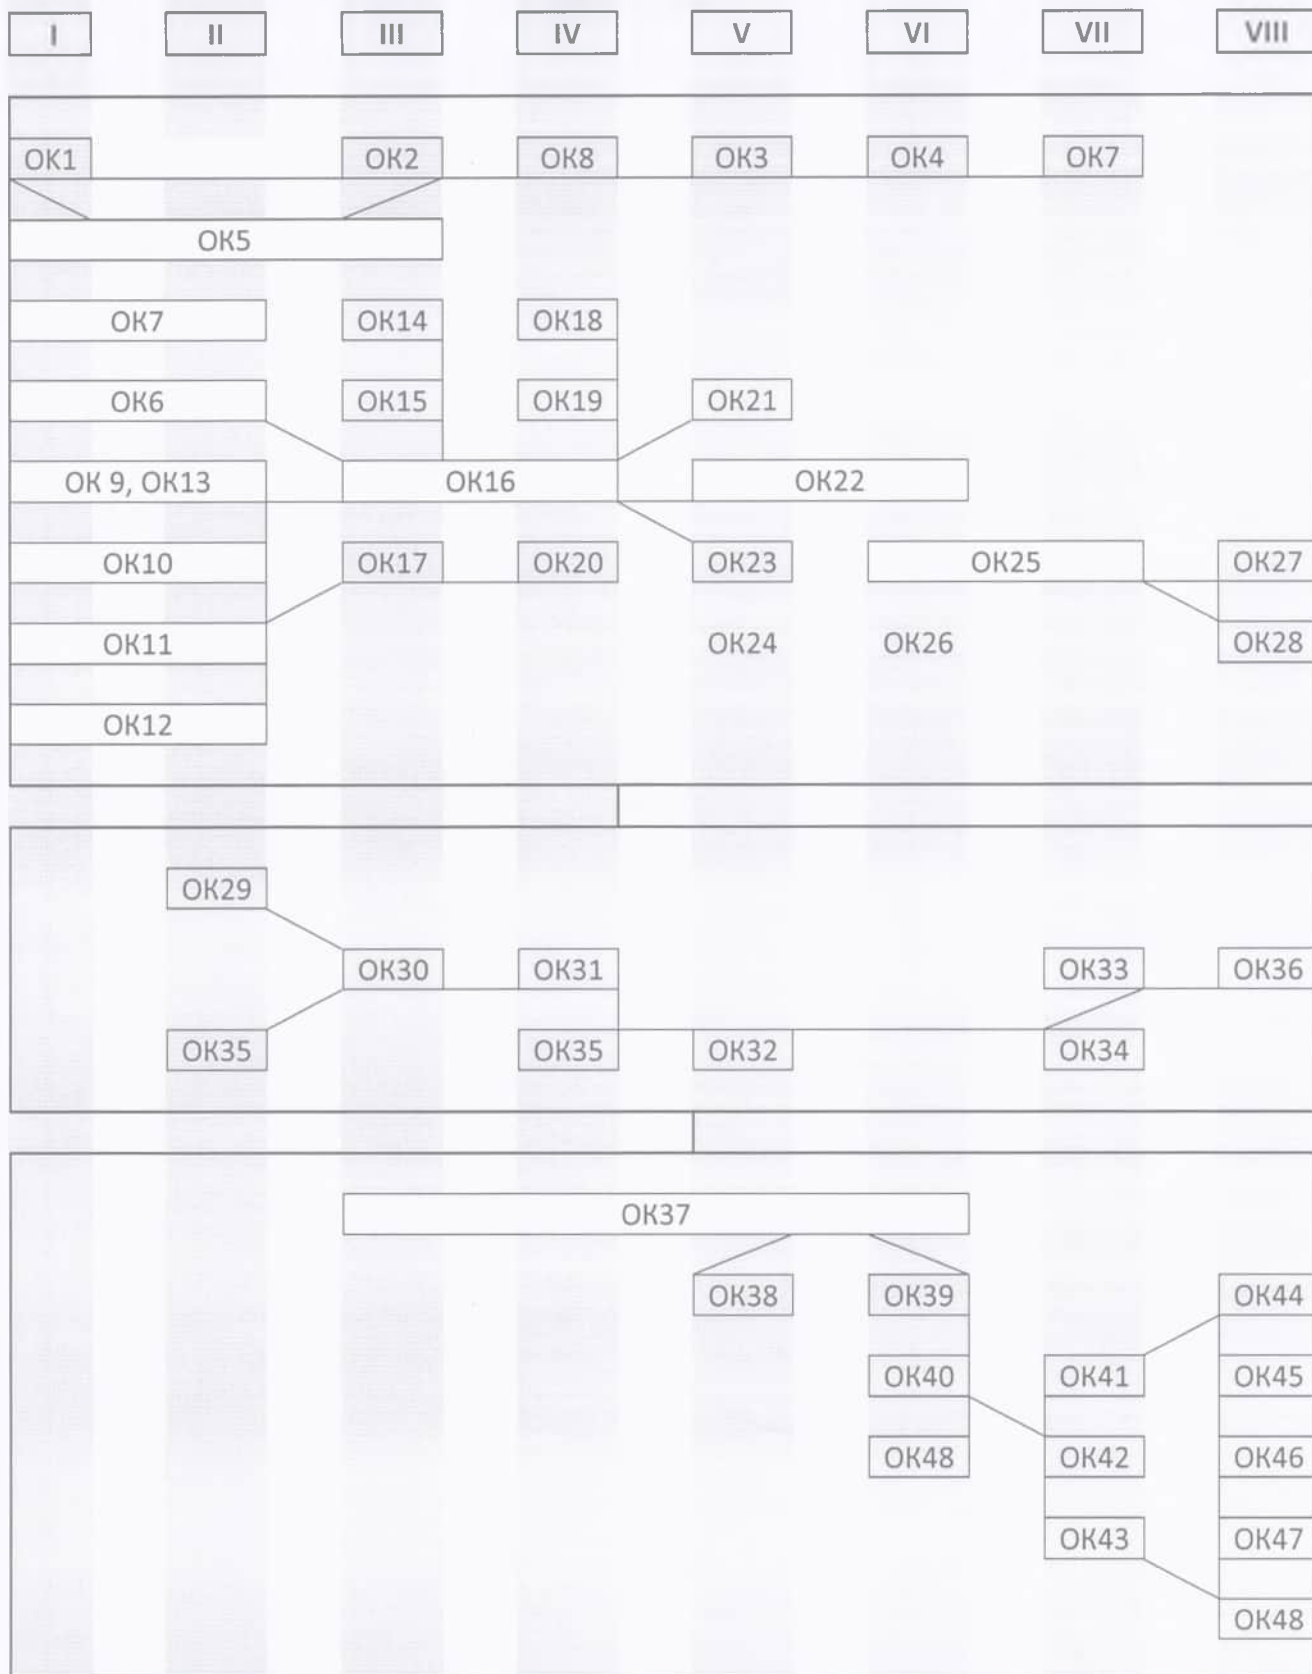 I II III IV V VI VII VIII
ОК1 ОК2 ОК8 ОК3 ОК4 ОК7
ОК5
ОК7 ОК14 ОК18
ОК6 ОК15 ОК19 ОК21
ОК 9, ОК13 ОК16 ОК22
ОК10 ОК17 ОК20 ОК23 ОК25 ОК27
ОК11 ОК24 ОК26 ОК28
ОК12
ОК29
ОК30 ОК31 ОК33 ОК36
ОК35 ОК35 ОК32 ОК34
ОК37
ОК38 ОК39 ОК44
ОК40 ОК41 ОК45
ОК48 ОК42 ОК46
ОК43 ОК47
ОК48